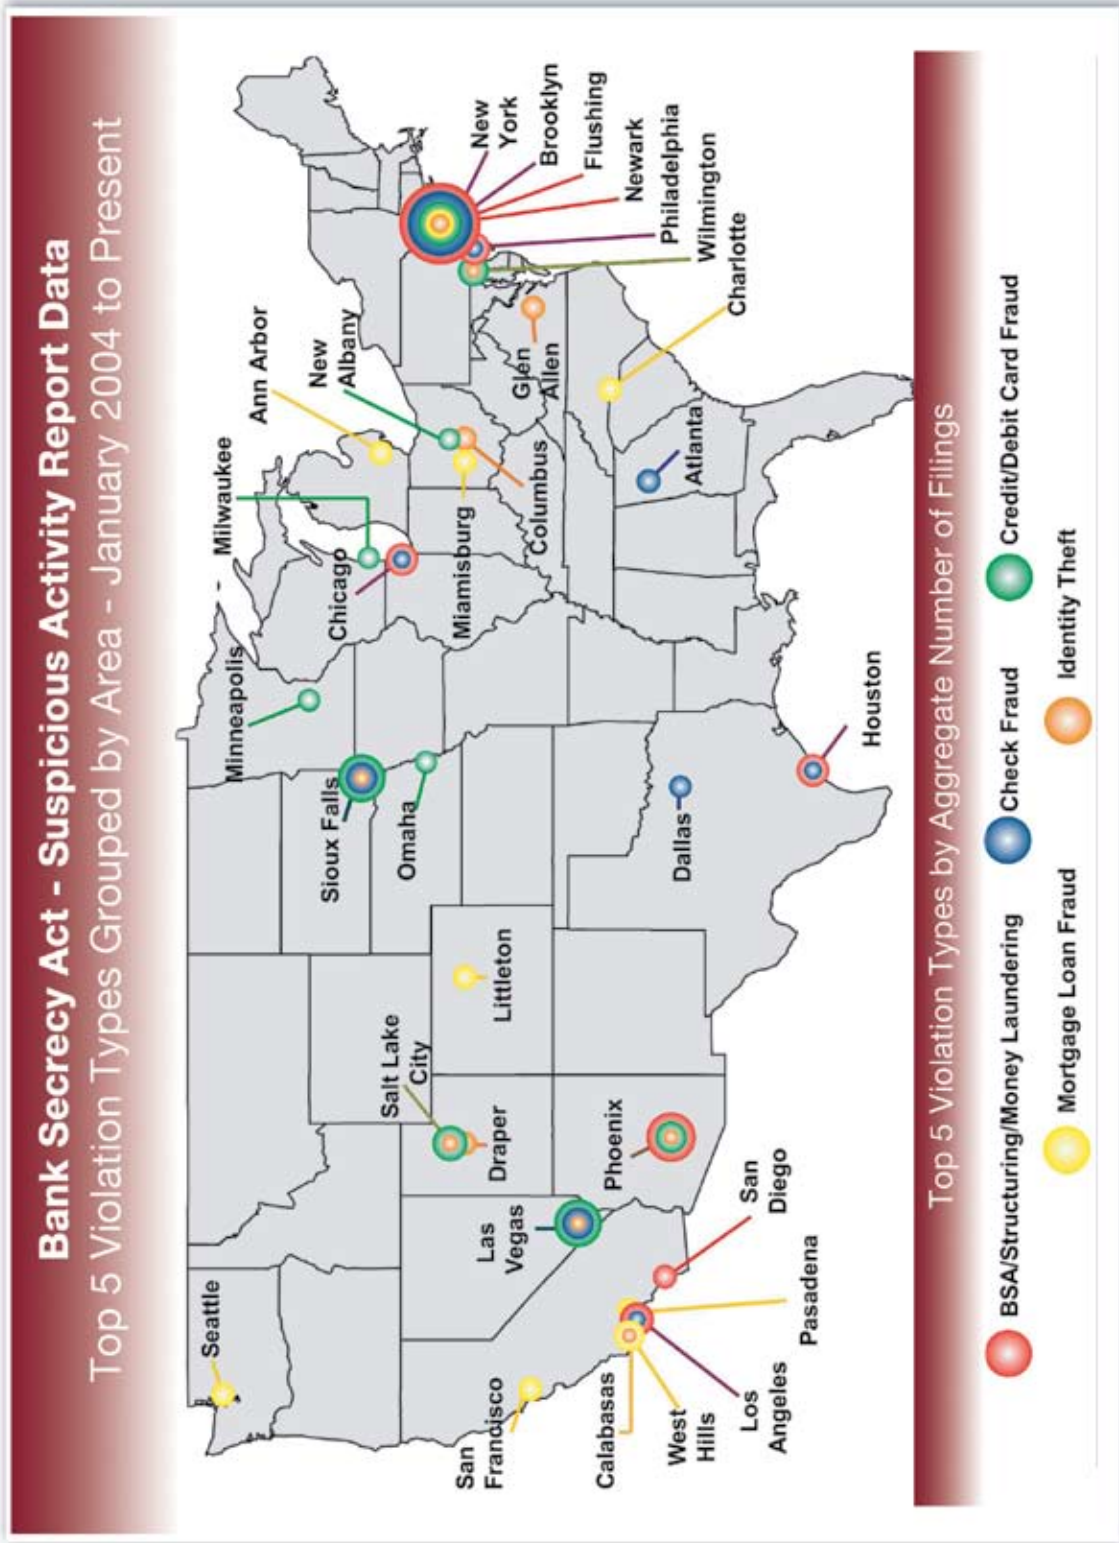 Bank Secrecy Act - Suspicious Activity Report Data
Top 5 Violation Types Grouped by Area - January 2004 to Present
Seattle
San
Francisco
Calabasas
West
Hills
Los
Angeles
Pasadena
San
Diego
Las
Vegas
Phoenix
Draper
Salt Lake
City
Littleton
Sioux Falls
Omaha
Minneapolis
Dallas
Houston
Milwaukee
Chicago
Miamisburg
Columbus
Ann Arbor
New
Albany
Glen
Allen
Atlanta
Charlotte
Wilmington
Philadelphia
Newark
Flushing
Brooklyn
New
York
Top 5 Violation Types by Aggregate Number of Filings
BSA/Structuring/Money Laundering
Check Fraud
Credit/Debit Card Fraud
Mortgage Loan Fraud
Identity Theft